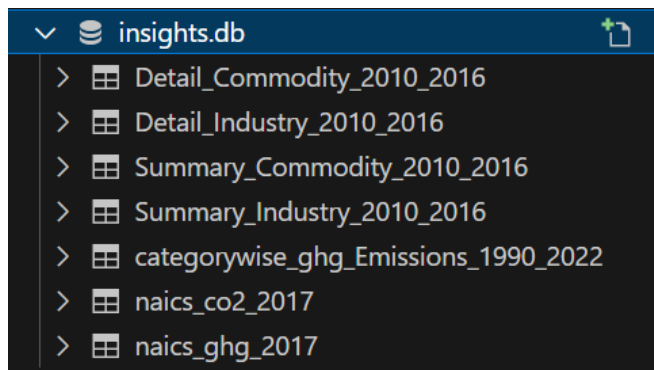 insights.db
Detail_Commodity_2010_2016
Detail_Industry_2010_2016
Summary_Commodity_2010_2016
Summary_Industry_2010_2016
categorywise_ghg_Emissions_1990_2022
naics_co2_2017
naics_ghg_2017